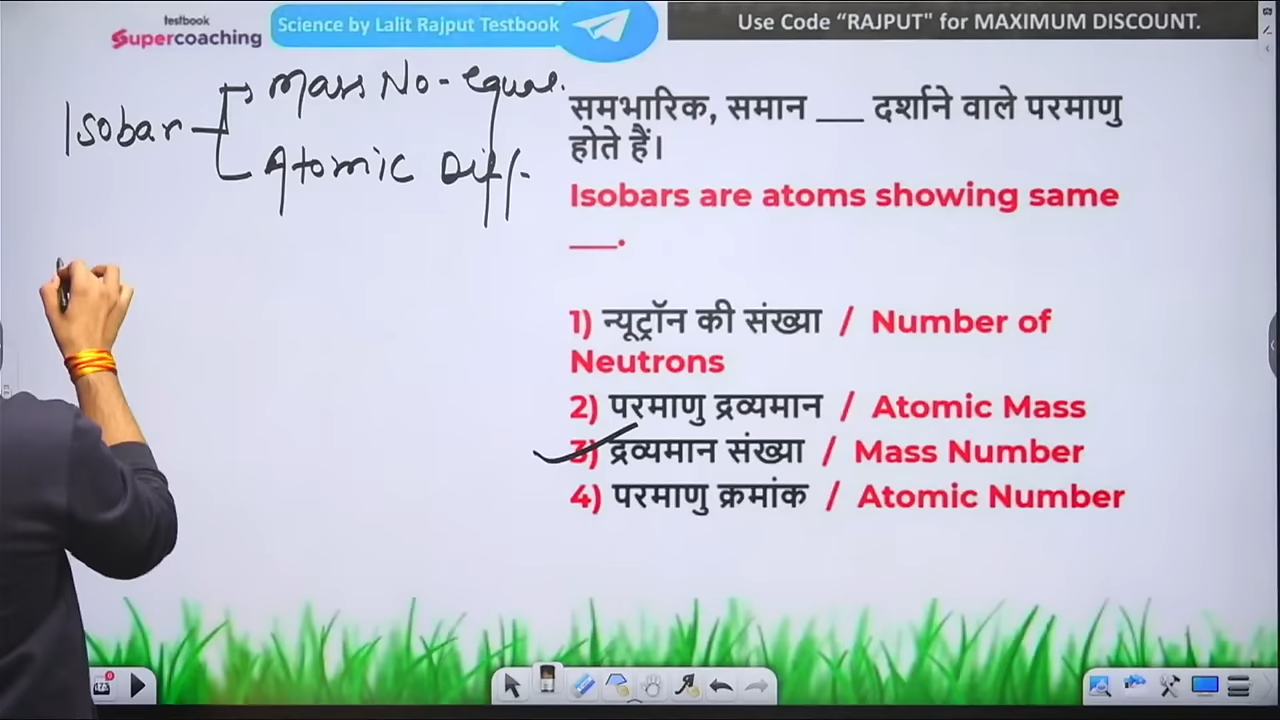 testbook
Supercoaching
Science by Lalit Rajput Testbook
Use Code “RAJPUT" for MAXIMUM DISCOUNT.
Isobar
Mass No - equal.
Atomic Diff.
समभारिक, समान ___ दर्शाने वाले परमाणु
होते हैं।
Isobars are atoms showing same
___.
1) न्यूट्रॉन की संख्या / Number of
Neutrons
2) परमाणु द्रव्यमान / Atomic Mass
3) द्रव्यमान संख्या / Mass Number
4) परमाणु क्रमांक / Atomic Number